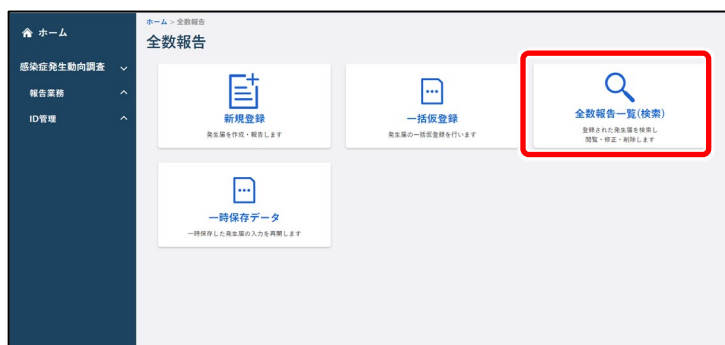 ホーム
感染症発生動向調査
報告業務
ID管理
ホーム > 全数報告
全数報告
新規登録
発生届を作成・報告します
一括仮登録
発生届の一括仮登録を行います
全数報告一覧(検索)
登録された発生届を検索し
閲覧・修正・削除します
一時保存データ
一時保存した発生届の入力を再開します